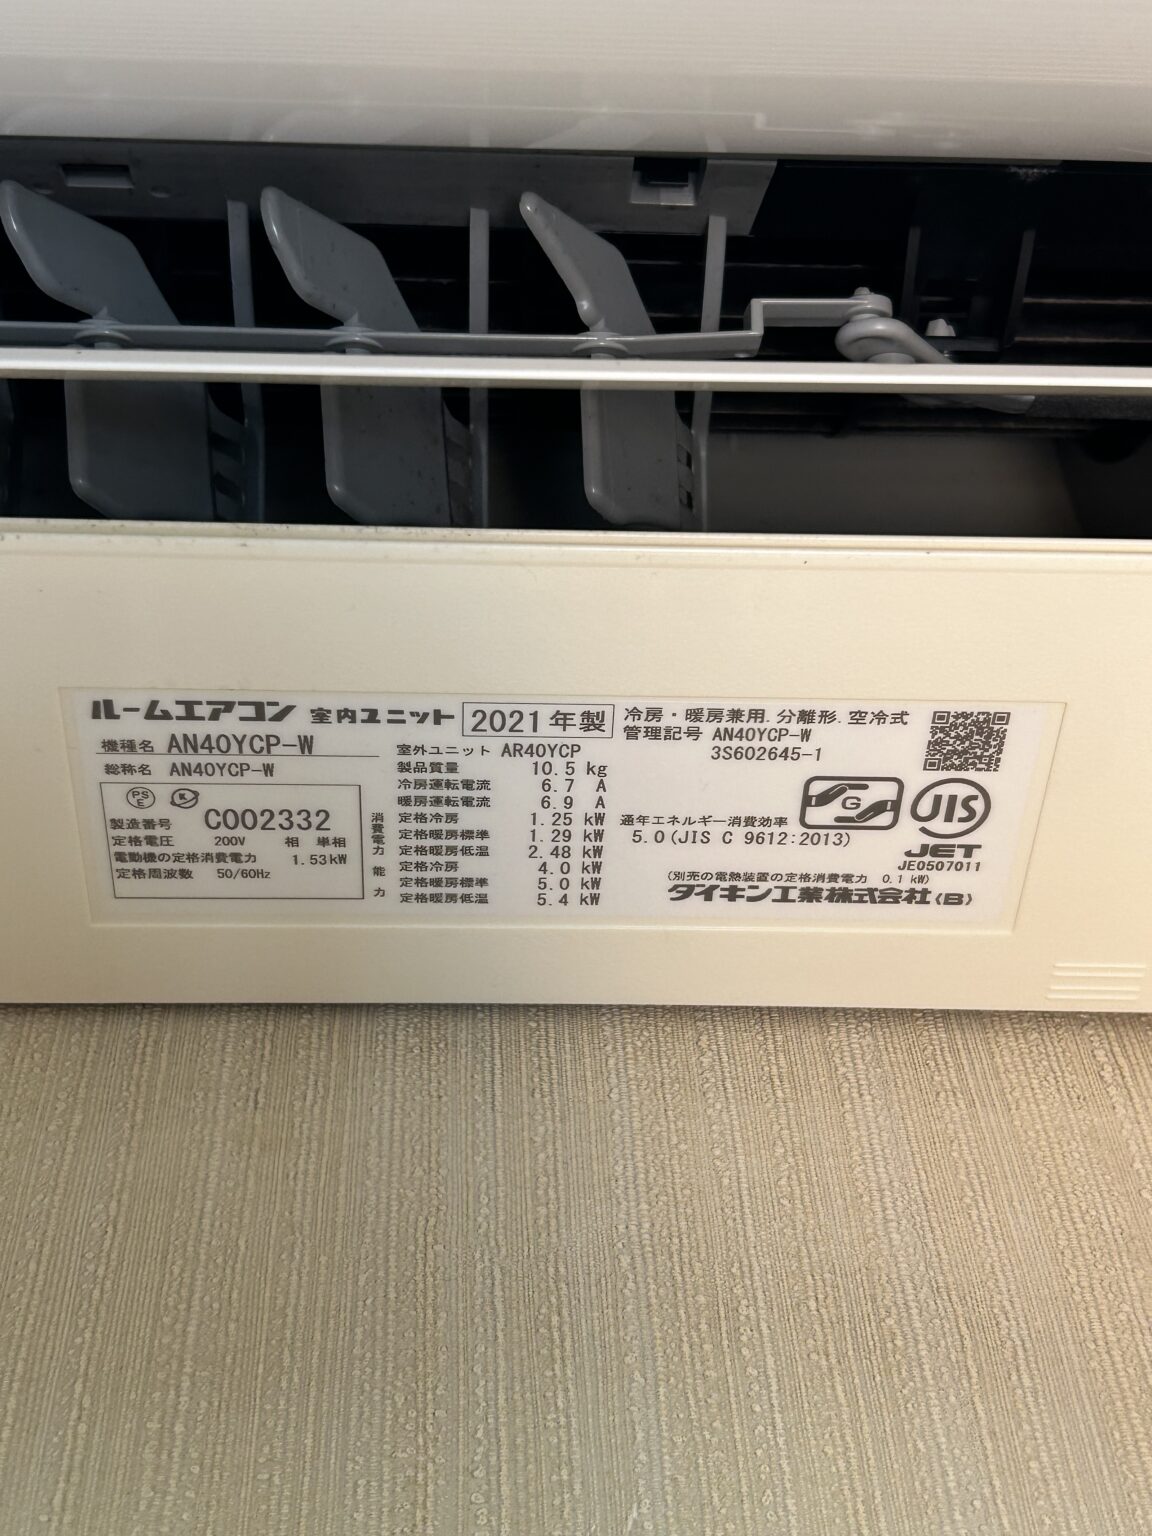 ルームエアコン 室内ユニット 2021年製
機種名 AN40YCP-W
総称名 AN40YCP-W
PS E
製造番号 C002332
定格電圧 200V 相 単相
電動機の定格消費電力 1.53kW
定格周波数 50/60Hz
室外ユニット AR40YCP
製品質量 10.5 kg
冷房運転電流 6.7 A
暖房運転電流 6.9 A
消費電力
定格冷房 1.25 kW
定格暖房標準 1.29 kW
定格暖房低温 2.48 kW
能力
定格冷房 4.0 kW
定格暖房標準 5.0 kW
定格暖房低温 5.4 kW
冷房・暖房兼用.分離形.空冷式
管理記号 AN40YCP-W
3S602645-1
G
JIS
通年エネルギー消費効率
5.0(JIS C 9612:2013)
JET
JE0507011
(別売の電熱装置の定格消費電力 0.1 kW)
ダイキン工業株式会社〈B〉